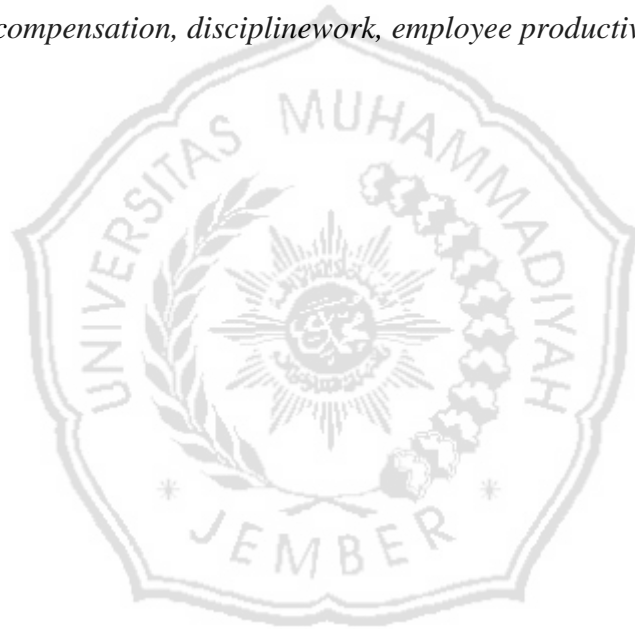 compensation, disciplinework, employee productiv
UNIVERSITAS MUHAMMADIYAH
JEMBER